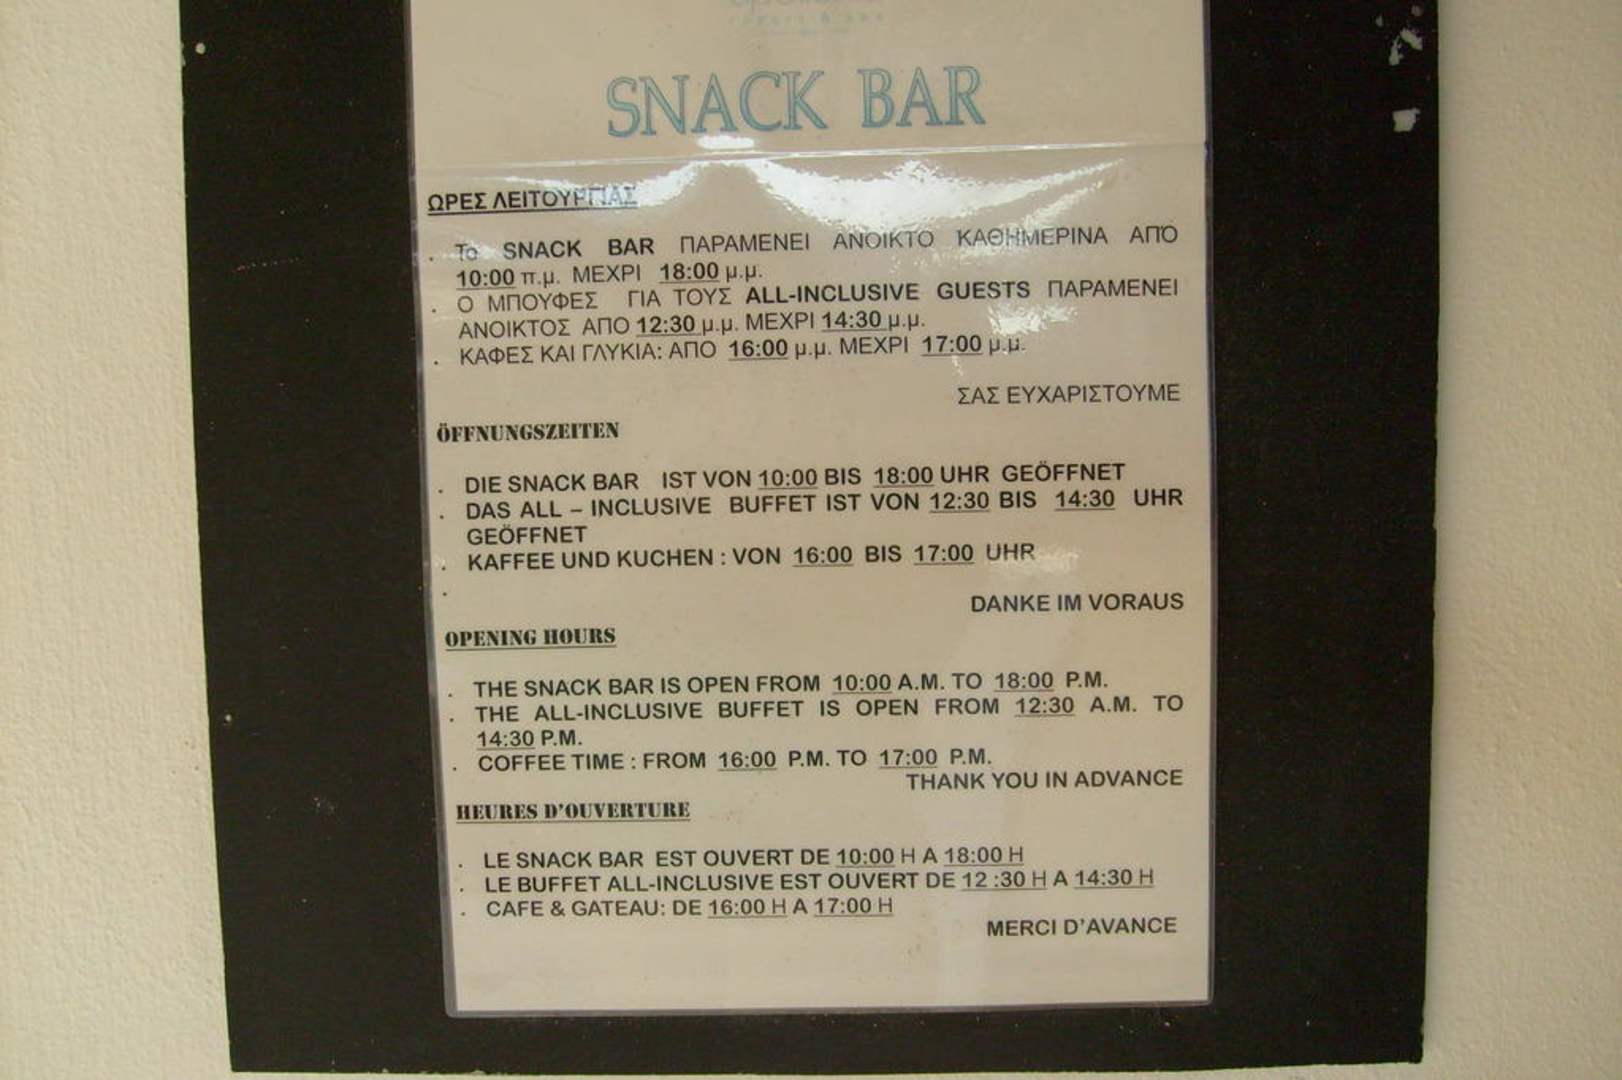 SNACK BAR
ΩΡΕΣ ΛΕΙΤΟΥΡΓΙΑΣ
. Το SNACK BAR ΠΑΡΑΜΕΝΕΙ ΑΝΟΙΚΤΟ ΚΑΘΗΜΕΡΙΝΑ ΑΠΌ
10:00 π.μ. ΜΕΧΡΙ 18:00 μ.μ.
. Ο ΜΠΟΥΦΕΣ ΓΙΑ ΤΟΥΣ ALL-INCLUSIVE GUESTS ΠΑΡΑΜΕΝΕΙ
ΑΝΟΙΚΤΟΣ ΑΠΟ 12:30 μ.μ. ΜΕΧΡΙ 14:30 μ.μ.
. ΚΑΦΕΣ ΚΑΙ ΓΛΥΚΙΑ: ΑΠΟ 16:00 μ.μ. ΜΕΧΡΙ 17:00 μ.μ.
ΣΑΣ ΕΥΧΑΡΙΣΤΟΥΜΕ
ÖFFNUNGSZEITEN
. DIE SNACK BAR IST VON 10:00 BIS 18:00 UHR GEÖFFNET
. DAS ALL – INCLUSIVE BUFFET IST VON 12:30 BIS 14:30 UHR
GEÖFFNET
. KAFFEE UND KUCHEN : VON 16:00 BIS 17:00 UHR
.
DANKE IM VORAUS
OPENING HOURS
. THE SNACK BAR IS OPEN FROM 10:00 A.M. TO 18:00 P.M.
. THE ALL-INCLUSIVE BUFFET IS OPEN FROM 12:30 A.M. TO
14:30 P.M.
. COFFEE TIME : FROM 16:00 P.M. TO 17:00 P.M.
THANK YOU IN ADVANCE
HEURES D'OUVERTURE
. LE SNACK BAR EST OUVERT DE 10:00 H A 18:00 H
. LE BUFFET ALL-INCLUSIVE EST OUVERT DE 12 :30 H A 14:30 H
. CAFE & GATEAU: DE 16:00 H A 17:00 H
MERCI D'AVANCE